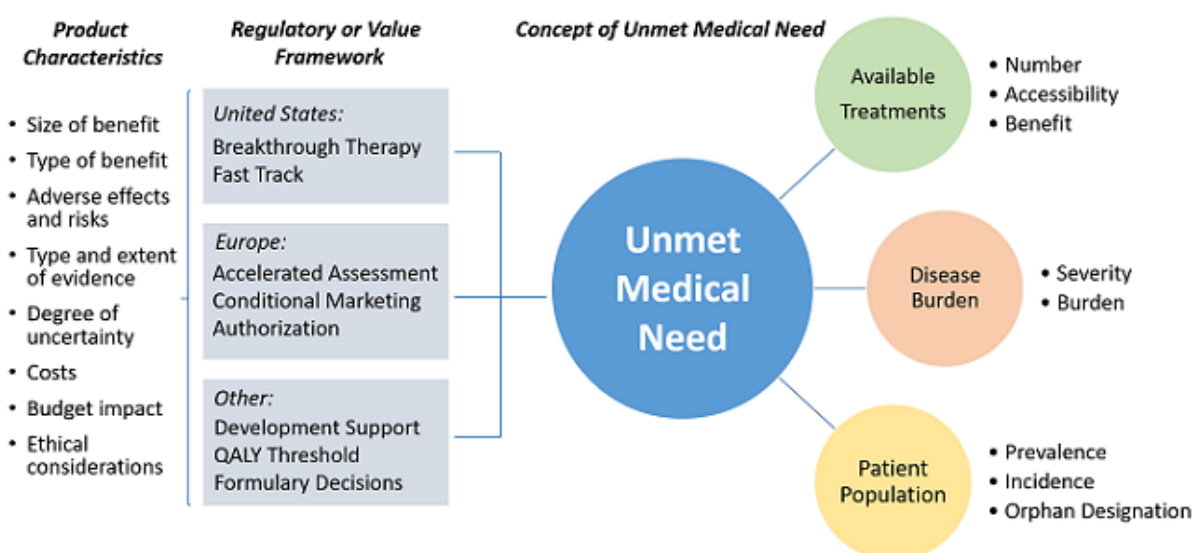 Product
Characteristics
• Size of benefit
• Type of benefit
• Adverse effects
and risks
• Type and extent
of evidence
• Degree of
uncertainty
• Costs
• Budget impact
• Ethical
considerations
Regulatory or Value
Framework
United States:
Breakthrough Therapy
Fast Track
Europe:
Accelerated Assessment
Conditional Marketing
Authorization
Other:
Development Support
QALY Threshold
Formulary Decisions
Concept of Unmet Medical Need
Unmet
Medical
Need
Available
Treatments
• Number
• Accessibility
• Benefit
Disease
Burden
• Severity
• Burden
Patient
Population
• Prevalence
• Incidence
• Orphan Designation